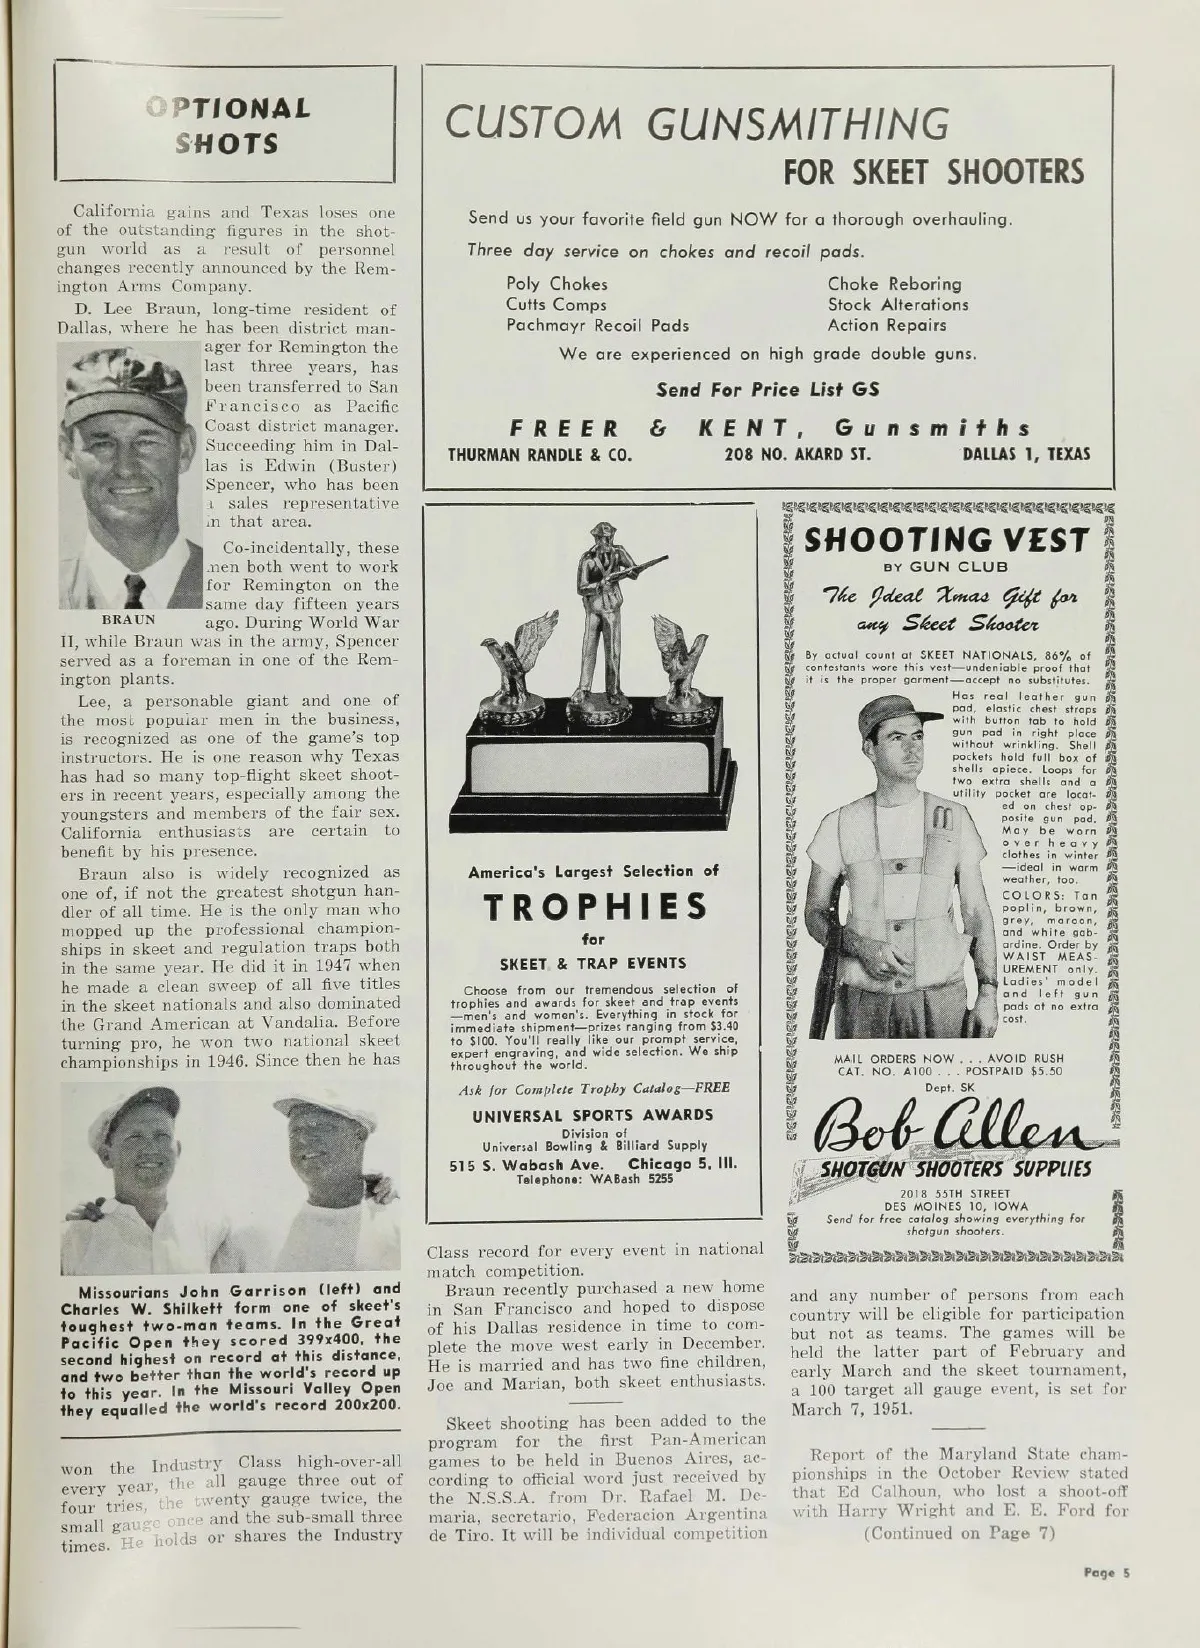 OPTIONAL
SHOTS
California gains and Texas loses one
of the outstanding figures in the shot-
gun world as a result of personnel
changes recently announced by the Rem-
ington Arms Company.
D. Lee Braun, long-time resident of
Dallas, where he has been district man-
ager for Remington the
last three years, has
been transferred to San
Francisco as Pacific
Coast district manager.
Succeeding him in Dal-
las is Edwin (Buster)
Spencer, who has been
a sales representative
in that area.
Co-incidentally, these
men both went to work
for Remington on the
same day fifteen years
BRAUN
ago. During World War
II, while Braun was in the army, Spencer
served as a foreman in one of the Rem-
ington plants.
Lee, a personable giant and one of
the most popular men in the business,
is recognized as one of the game's top
instructors. He is one reason why Texas
has had so many top-flight skeet shoot-
ers in recent years, especially among the
youngsters and members of the fair sex.
California enthusiasts are certain to
benefit by his presence.
Braun also is widely recognized as
one of, if not the greatest shotgun han-
dler of all time. He is the only man who
mopped up the professional champion-
ships in skeet and regulation traps both
in the same year. He did it in 1947 when
he made a clean sweep of all five titles
in the skeet nationals and also dominated
the Grand American at Vandalia. Before
turning pro, he won two national skeet
championships in 1946. Since then he has
Missourians John Garrison (left) and
Charles W. Shilkett form one of skeet's
toughest two-man teams. In the Great
Pacific Open they scored 399x400, the
second highest on record at this distance,
and two better than the world's record up
to this year. In the Missouri Valley Open
they equalled the world's record 200x200.
won the Industry Class high-over-all
every year, the all gauge three out of
four tries, the twenty gauge twice, the
small gauge once and the sub-small three
times. He holds or shares the Industry
CUSTOM GUNSMITHING
FOR SKEET SHOOTERS
Send us your favorite field gun NOW for a thorough overhauling.
Three day service on chokes and recoil pads.
Poly Chokes
Cutts Comps
Pachmayr Recoil Pads
Choke Reboring
Stock Alterations
Action Repairs
We are experienced on high grade double guns.
Send For Price List GS
FREER & KENT, Gunsmiths
THURMAN RANDLE & CO. 208 NO. AKARD ST. DALLAS 1, TEXAS
America's Largest Selection of
TROPHIES
for
SKEET & TRAP EVENTS
Choose from our tremendous selection of
trophies and awards for skeet and trap events
—men's and women's. Everything in stock for
immediate shipment—prizes ranging from $3.40
to $100. You'll really like our prompt service,
expert engraving, and wide selection. We ship
throughout the world.
Ask for Complete Trophy Catalog—FREE
UNIVERSAL SPORTS AWARDS
Division of
Universal Bowling & Billiard Supply
515 S. Wabash Ave. Chicago 5, Ill.
Telephone: WABash 5255
Class record for every event in national
match competition.
Braun recently purchased a new home
in San Francisco and hoped to dispose
of his Dallas residence in time to com-
plete the move west early in December.
He is married and has two fine children,
Joe and Marian, both skeet enthusiasts.
Skeet shooting has been added to the
program for the first Pan-American
games to be held in Buenos Aires, ac-
cording to official word just received by
the N.S.S.A. from Dr. Rafael M. De-
maria, secretario, Federacion Argentina
de Tiro. It will be individual competition
SHOOTING VEST
BY GUN CLUB
The Ideal Xmas Gift for
any Skeet Shooter
By actual count at SKEET NATIONALS, 86% of
contestants wore this vest—undeniable proof that
it is the proper garment—accept no substitutes.
Has real leather gun
pad, elastic chest straps
with button tab to hold
gun pad in right place
without wrinkling. Shell
pockets hold full box of
shells apiece. Loops for
two extra shells and a
utility pocket are locat-
ed on chest op-
posite gun pad.
May be worn
over heavy
clothes in winter
—ideal in warm
weather, too.
COLORS: Tan
poplin, brown,
grey, maroon,
and white gab-
ardine. Order by
WAIST MEAS-
UREMENT only.
Ladies' model
and left gun
pads at no extra
cost.
MAIL ORDERS NOW . . . AVOID RUSH
CAT. NO. A100 . . . POSTPAID $5.50
Dept. SK
Bob Allen
SHOTGUN SHOOTERS SUPPLIES
2018 55TH STREET
DES MOINES 10, IOWA
Send for free catalog showing everything for
shotgun shooters.
and any number of persons from each
country will be eligible for participation
but not as teams. The games will be
held the latter part of February and
early March and the skeet tournament,
a 100 target all gauge event, is set for
March 7, 1951.
Report of the Maryland State cham-
pionships in the October Review stated
that Ed Calhoun, who lost a shoot-off
with Harry Wright and E. E. Ford for
(Continued on Page 7)
Page 5